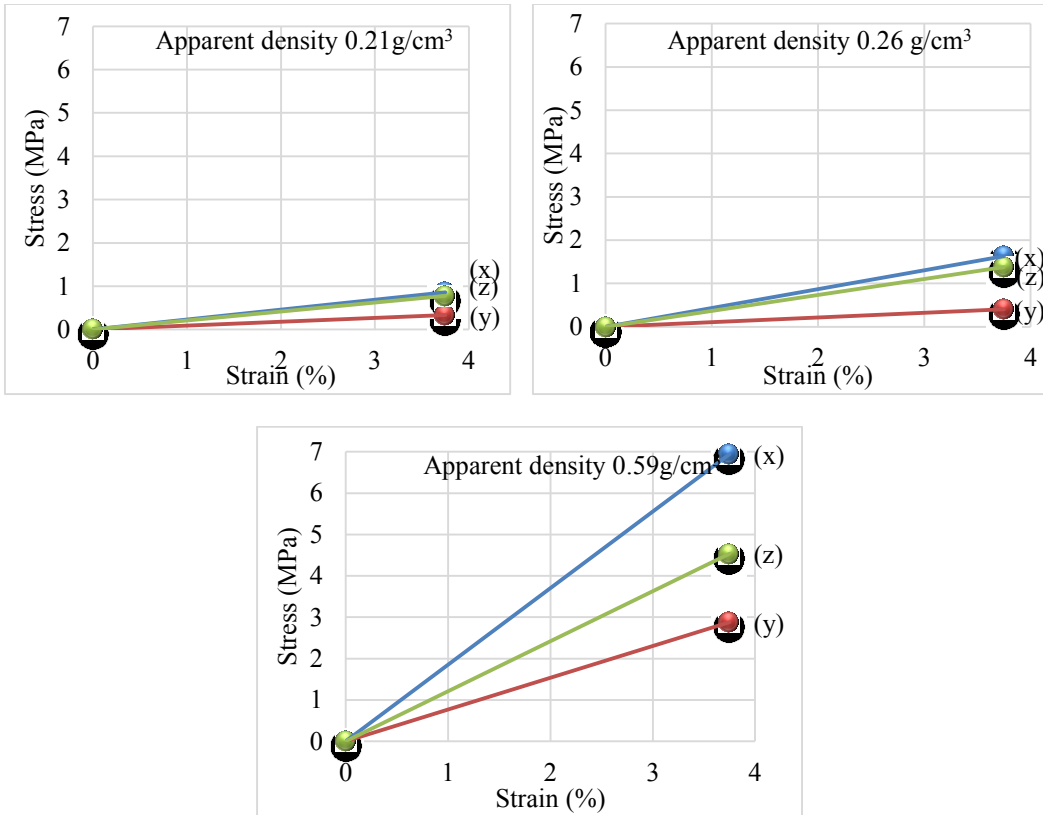 Apparent density 0.21g/cm³
7
6
5
4
3
2
1
0
Stress (MPa)
(x)
(z)
(y)
0 1 2 3 4
Strain (%)
Apparent density 0.26 g/cm³
7
6
5
4
3
2
1
0
Stress (MPa)
(x)
(z)
(y)
0 1 2 3 4
Strain (%)
Apparent density 0.59g/cm
7
6
5
4
3
2
1
0
Stress (MPa)
(x)
(z)
(y)
0 1 2 3 4
Strain (%)